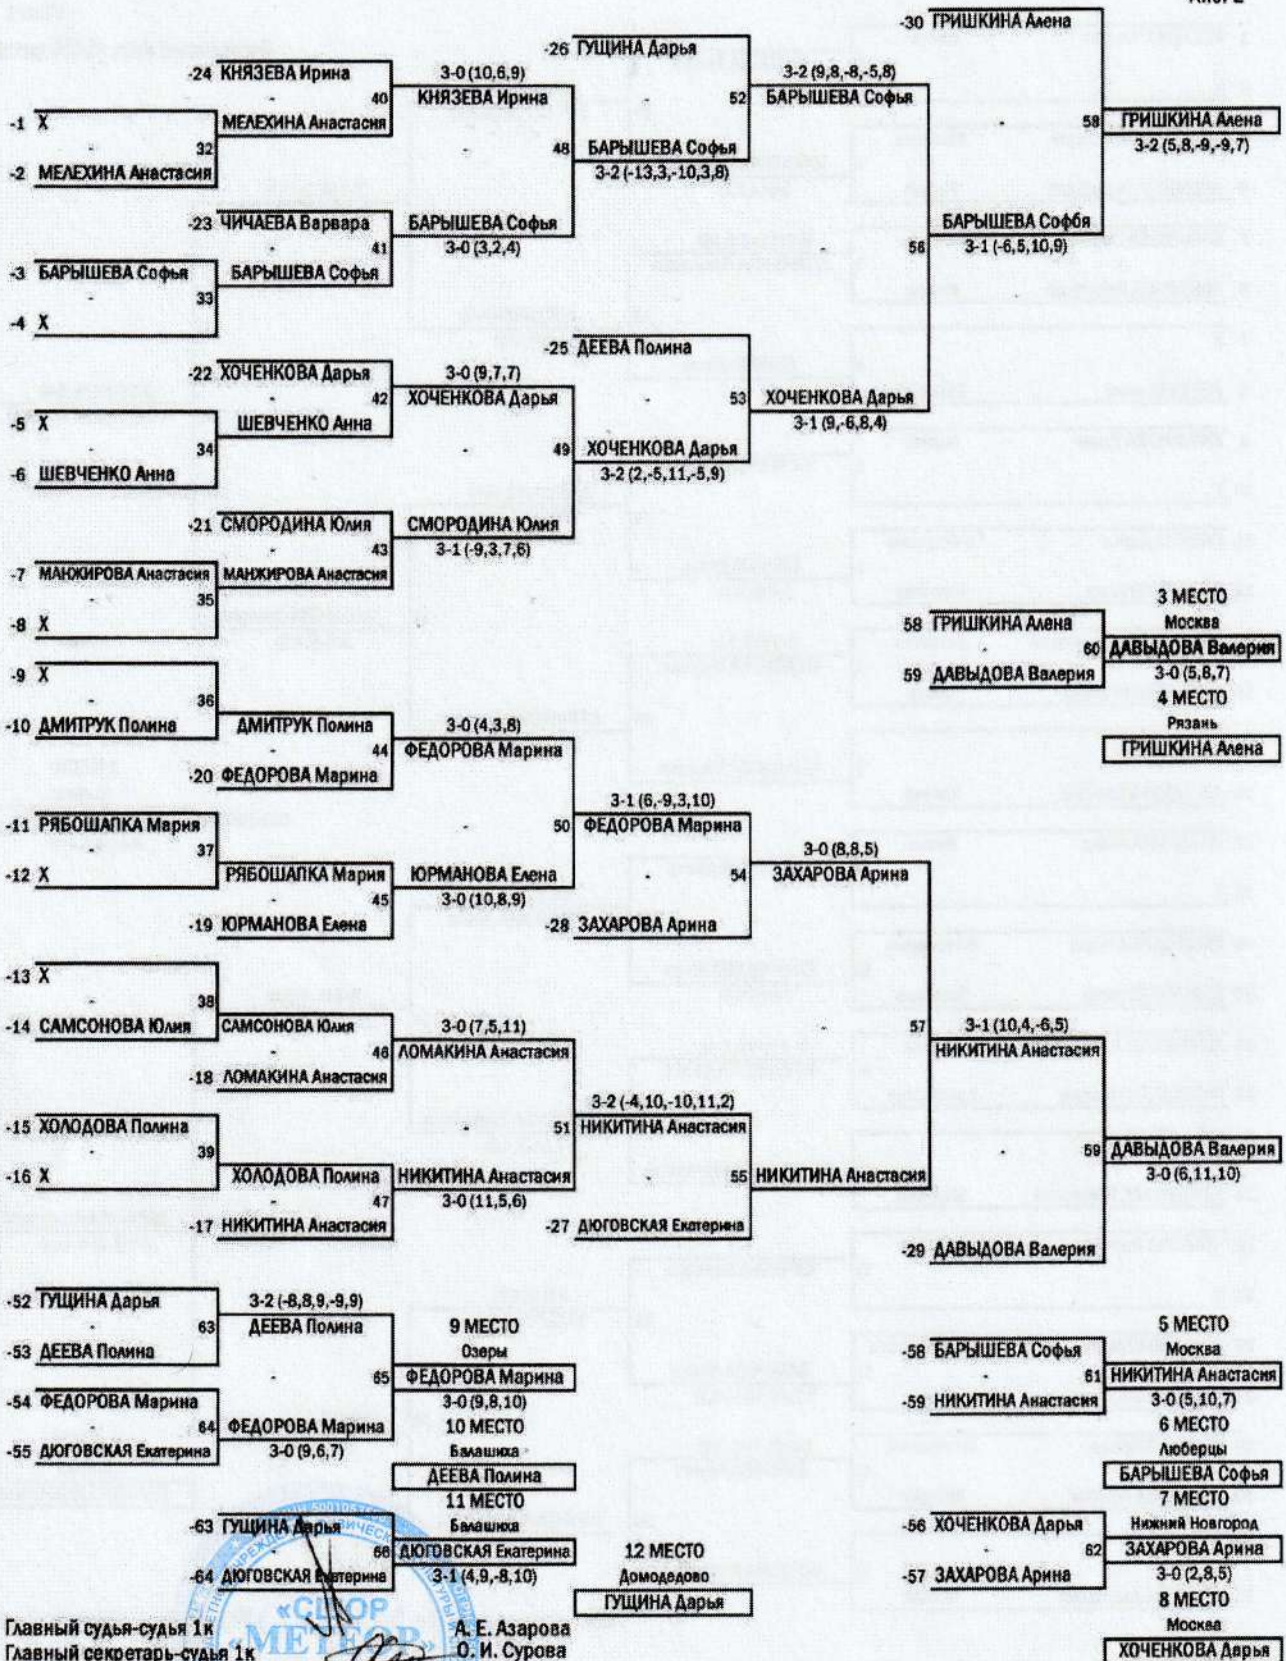 -30 ГРИШКИНА Алена
-26 ГУЩИНА Дарья
-24 КНЯЗЕВА Ирина 3-0 (10,6,9) 3-2 (9,8,-8,-5,8)
40 КНЯЗЕВА Ирина 52 БАРЫШЕВА Софья
-1 X МЕЛЕХИНА Анастасия 58 ГРИШКИНА Алена
32 48 БАРЫШЕВА Софья 3-2 (5,8,-9,-9,7)
-2 МЕЛЕХИНА Анастасия 3-2 (-13,3,-10,3,8)
-23 ЧИЧАЕВА Варвара БАРЫШЕВА Софья БАРЫШЕВА Софбя
41 3-0 (3,2,4) 56 3-1 (-6,5,10,9)
-3 БАРЫШЕВА Софья БАРЫШЕВА Софья
33
-4 X
-25 ДЕЕВА Полина
-22 ХОЧЕНКОВА Дарья 3-0 (9,7,7)
42 ХОЧЕНКОВА Дарья 53 ХОЧЕНКОВА Дарья
-5 X ШЕВЧЕНКО Анна 3-1 (9,-6,8,4)
34 49 ХОЧЕНКОВА Дарья
-6 ШЕВЧЕНКО Анна 3-2 (2,-5,11,-5,9)
-21 СМОРОДИНА Юлия СМОРОДИНА Юлия
43 3-1 (-9,3,7,6)
-7 МАНЖИРОВА Анастасия МАНЖИРОВА Анастасия
35 3 МЕСТО
-8 X 58 ГРИШКИНА Алена Москва
60 ДАВЫДОВА Валерия
-9 X 59 ДАВЫДОВА Валерия 3-0 (5,8,7)
36 4 МЕСТО
-10 ДМИТРУК Полина ДМИТРУК Полина 3-0 (4,3,8) Рязань
44 ФЕДОРОВА Марина ГРИШКИНА Алена
-20 ФЕДОРОВА Марина
3-1 (6,-9,3,10)
-11 РЯБОШАПКА Мария 50 ФЕДОРОВА Марина
37 3-0 (8,8,5)
-12 X РЯБОШАПКА Мария ЮРМАНОВА Елена 54 ЗАХАРОВА Арина
45 3-0 (10,8,9)
-19 ЮРМАНОВА Елена -28 ЗАХАРОВА Арина
-13 X
38
-14 САМСОНОВА Юлия САМСОНОВА Юлия 3-0 (7,5,11) 57 3-1 (10,4,-6,5)
46 ЛОМАКИНА Анастасия НИКИТИНА Анастасия
-18 ЛОМАКИНА Анастасия
3-2 (-4,10,-10,11,2)
-15 ХОЛОДОВА Полина 51 НИКИТИНА Анастасия
39 59 ДАВЫДОВА Валерия
-16 X ХОЛОДОВА Полина НИКИТИНА Анастасия 55 НИКИТИНА Анастасия 3-0 (6,11,10)
47 3-0 (11,5,6)
-17 НИКИТИНА Анастасия -27 ДЮГОВСКАЯ Екатерина
-29 ДАВЫДОВА Валерия
-52 ГУЩИНА Дарья 3-2 (-8,8,9,-9,9)
63 ДЕЕВА Полина 9 МЕСТО 5 МЕСТО
-53 ДЕЕВА Полина Озеры -58 БАРЫШЕВА Софья Москва
65 ФЕДОРОВА Марина 61 НИКИТИНА Анастасия
-54 ФЕДОРОВА Марина 3-0 (9,8,10) -59 НИКИТИНА Анастасия 3-0 (5,10,7)
64 ФЕДОРОВА Марина 10 МЕСТО 6 МЕСТО
-55 ДЮГОВСКАЯ Екатерина 3-0 (9,6,7) Балашиха Люберцы
ДЕЕВА Полина БАРЫШЕВА Софья
11 МЕСТО 7 МЕСТО
-63 ГУЩИНА Дарья Балашиха -56 ХОЧЕНКОВА Дарья Нижний Новгород
66 ДЮГОВСКАЯ Екатерина 12 МЕСТО 62 ЗАХАРОВА Арина
-64 ДЮГОВСКАЯ Екатерина 3-1 (4,9,-8,10) Домодедово -57 ЗАХАРОВА Арина 3-0 (2,8,5)
ГУЩИНА Дарья 8 МЕСТО
Москва
«СШОР
Главный судья-судья 1к А. Е. Азарова
«МЕТЕОР»
Главный секретарь-судья 1к О. И. Сурова ХОЧЕНКОВА Дарья